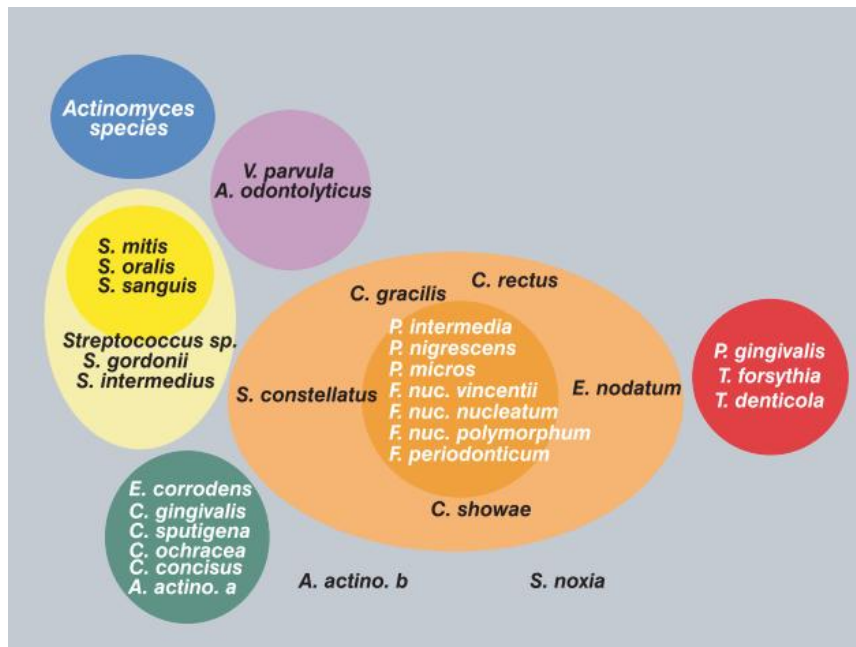 Actinomyces
species
V. parvula
A. odontolyticus
S. mitis
S. oralis
S. sanguis
Streptococcus sp.
S. gordonii
S. intermedius
E. corrodens
C. gingivalis
C. sputigena
C. ochracea
C. concisus
A. actino. a
C. gracilis
C. rectus
P. intermedia
P. nigrescens
P. micros
F. nuc. vincentii
F. nuc. nucleatum
F. nuc. polymorphum
F. periodonticum
S. constellatus
E. nodatum
C. showae
P. gingivalis
T. forsythia
T. denticola
A. actino. b
S. noxia